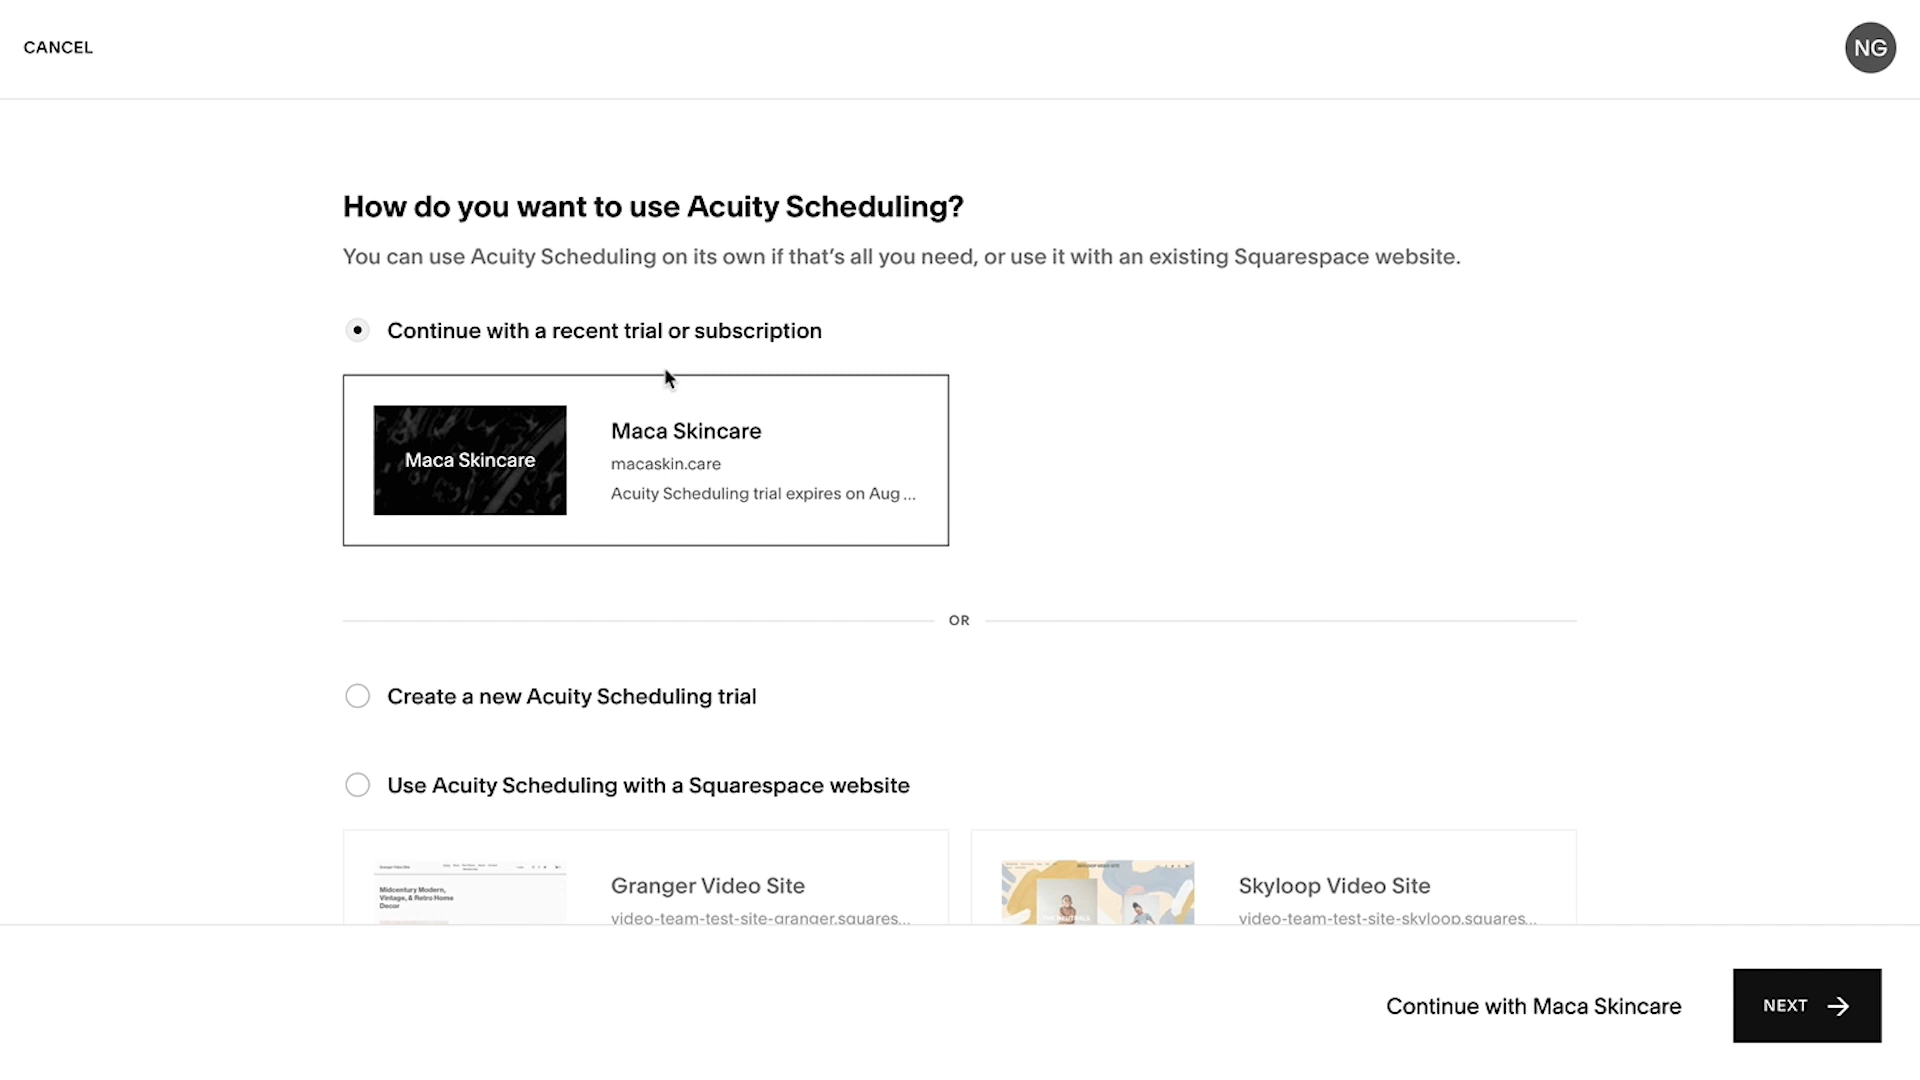 CANCEL
NG
How do you want to use Acuity Scheduling?
You can use Acuity Scheduling on its own if that’s all you need, or use it with an existing Squarespace website.
Continue with a recent trial or subscription
Maca Skincare
Maca Skincare
macaskin.care
Acuity Scheduling trial expires on Aug ...
OR
Create a new Acuity Scheduling trial
Use Acuity Scheduling with a Squarespace website
Midcentury Modern,
Vintage, & Retro Home
Decor
Granger Video Site
video-team-test-site-granger.squares...
Skyloop Video Site
video-team-test-site-skyloop.squares...
Continue with Maca Skincare
NEXT